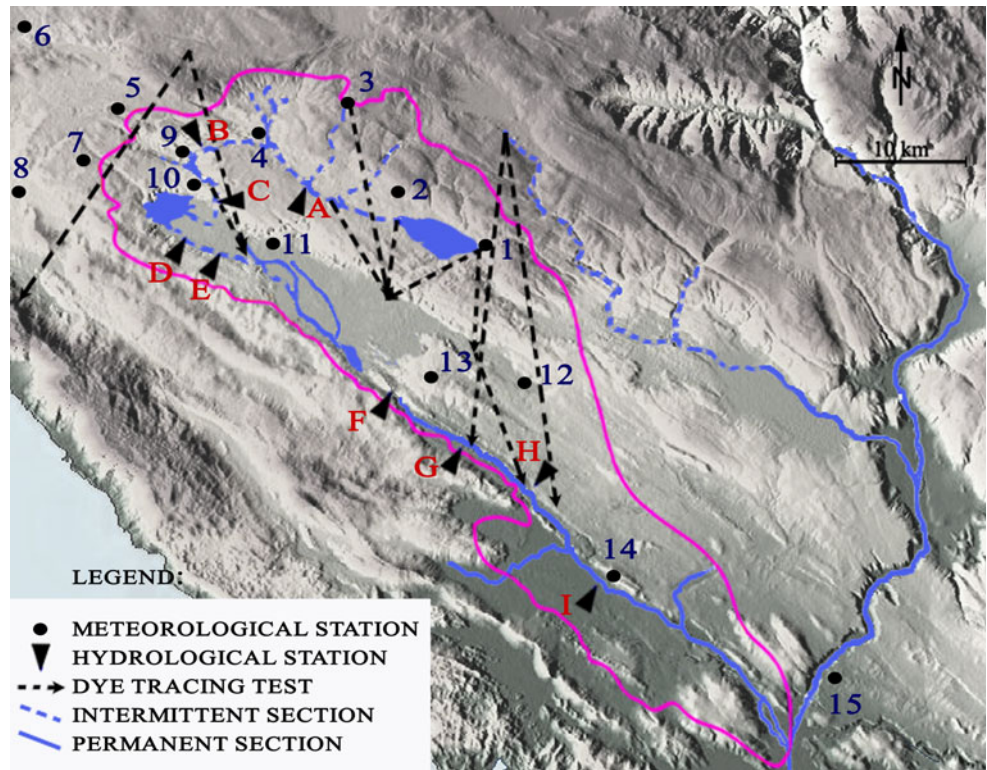 6
5
3
N
7
9
B
4
10 km
8
10
C
A
2
1
11
D
E
13
12
F
G
H
14
I
15
LEGEND:
METEOROLOGICAL STATION
HYDROLOGICAL STATION
DYE TRACING TEST
INTERMITTENT SECTION
PERMANENT SECTION